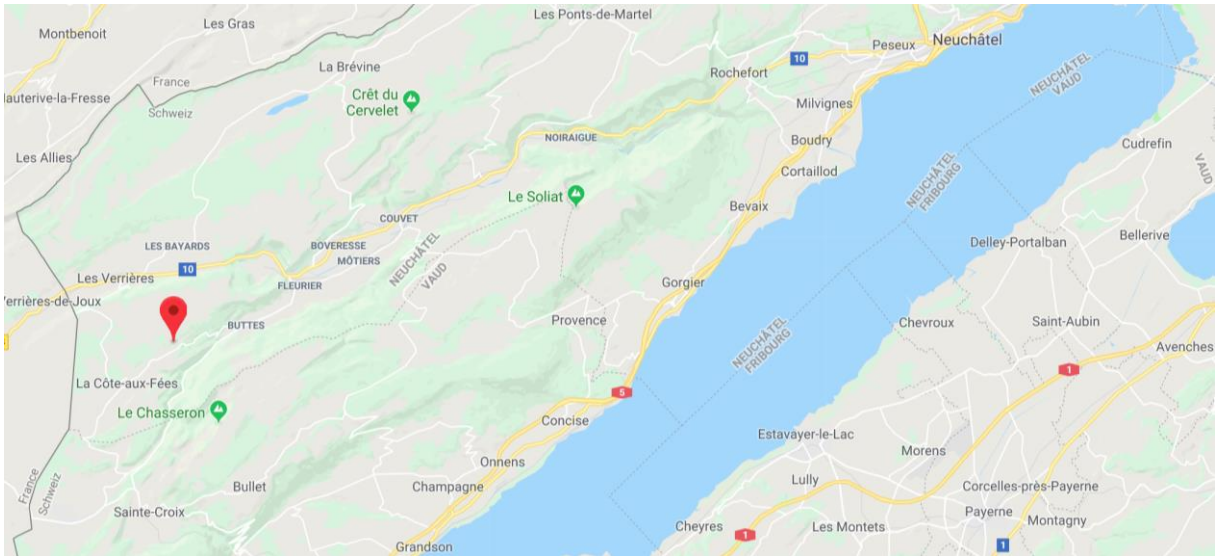 Les Ponts-de-Martel
Les Gras
Montbenoit
Neuchâtel
Peseux
10
La Brévine
Rochefort
France
Schweiz
Crêt du
Cervelet
NEUCHÂTEL
VAUD
auterive-la-Fresse
Milvignes
NOIRAIGUE
Boudry
Cudrefin
Les Allies
Cortaillod
VAUD
Le Soliat
NEUCHÂTEL
FRIBOURG
Bevaix
COUVET
Bellerive
Delley-Portalban
LES BAYARDS
BOVERESSE
MÔTIERS
NEUCHÂTEL
VAUD
10
Les Verrières
FLEURIER
Gorgier
errières-de Joux
BUTTES
Provence
Chevroux
Saint-Aubin
NEUCHÂTEL
FRIBOURG
Avenches
1
La Côte-aux-Fées
5
Le Chasseron
Concise
Estavayer-le-Lac
Morens
Onnens
France
Schweiz
Bullet
Champagne
Lully
Corcelles-près-Payerne
Sainte-Croix
Payerne
Montagny
Cheyres
1
Les Montets
1
Grandson